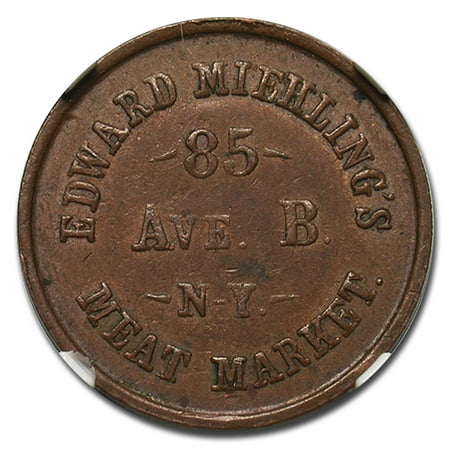 EDWARD MIEHLING'S
-85-
AVE. B.
-N-Y.-
MEAT MARKET.